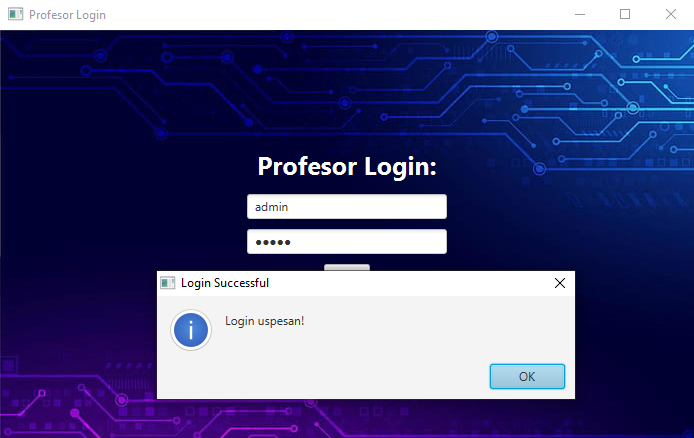 Profesor Login
Profesor Login:
admin
•••••
Login Successful
Login uspesan!
OK